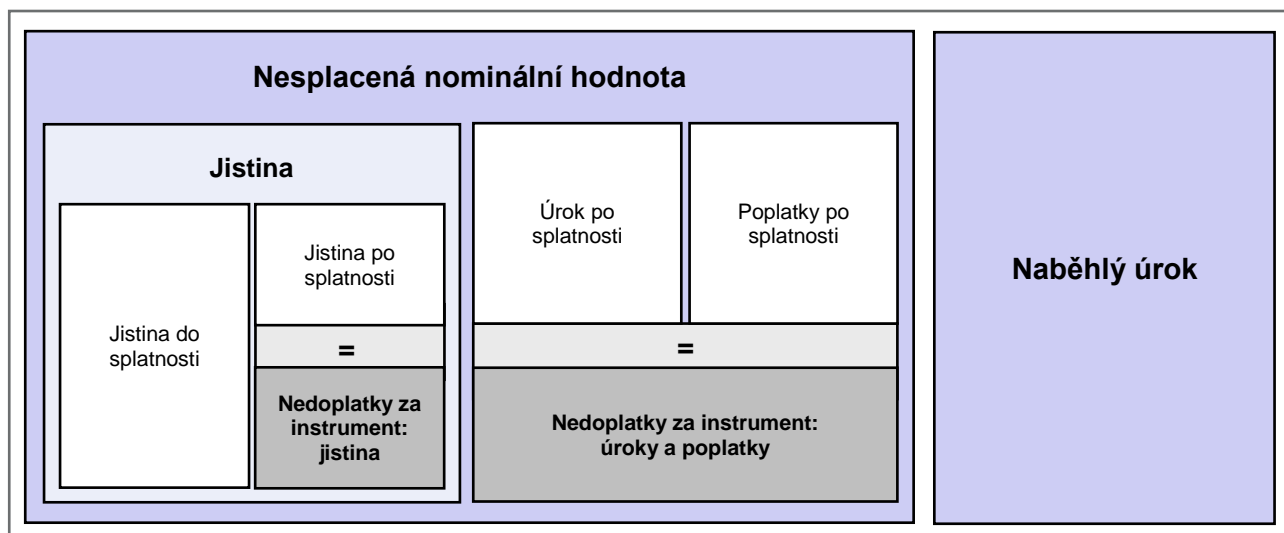 Nesplacená nominální hodnota
Jistina
Jistina do
splatnosti
Jistina po
splatnosti
=
Nedoplatky za
instrument:
jistina
Úrok po
splatnosti
Poplatky po
splatnosti
=
Nedoplatky za instrument:
úroky a poplatky
Naběhlý úrok